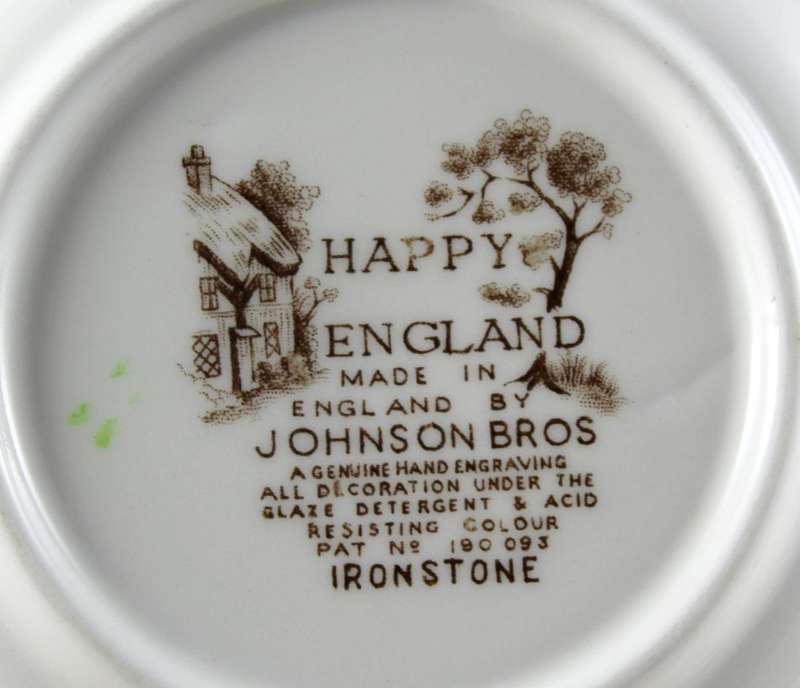 HAPPY
ENGLAND
MADE IN
ENGLAND BY
JOHNSON BROS
A GENUINE HAND ENGRAVING
ALL DECORATION UNDER THE
GLAZE DETERGENT & ACID
RESISTING COLOUR
PAT Nº 190 093
IRONSTONE